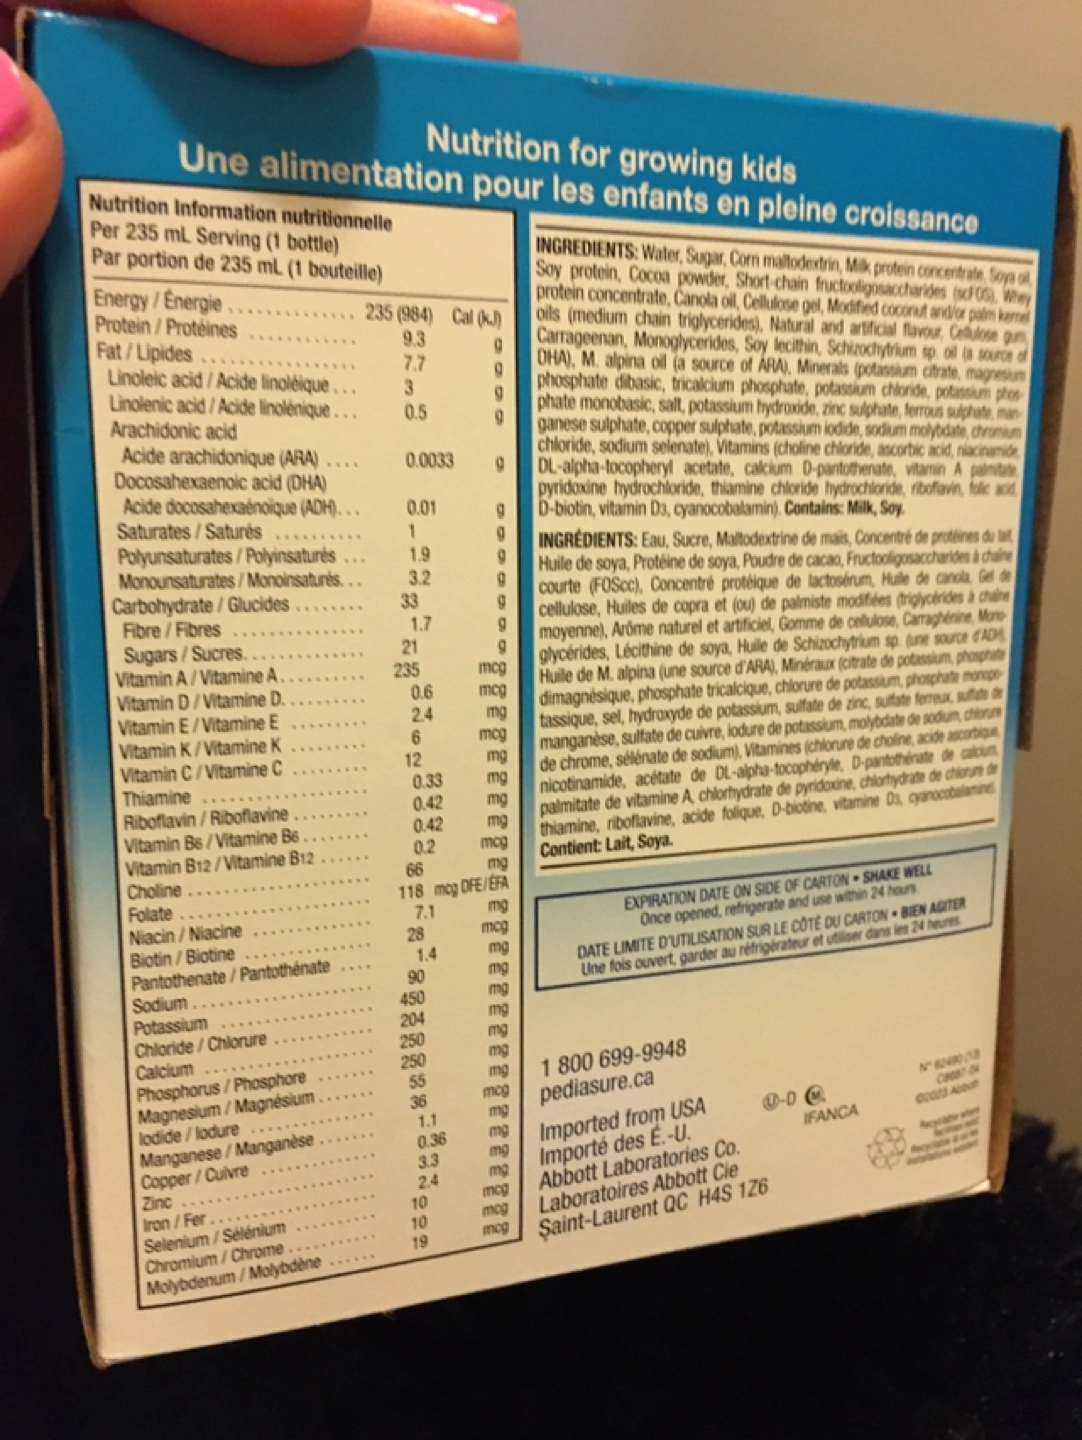 Nutrition for growing kids
Une alimentation pour les enfants en pleine croissance
Nutrition Information nutritionnelle
Per 235 mL Serving (1 bottle)
Par portion de 235 mL (1 bouteille)
Energy / Énergie .............. 235 (984) Cal (kJ)
Protein / Protéines ............ 9.3 g
Fat / Lipides .................. 7.7 g
Linoleic acid / Acide linoléique ... 3 g
Linolenic acid / Acide linolénique ... 0.5 g
Arachidonic acid
Acide arachidonique (ARA) .... 0.0033 g
Docosahexaenoic acid (DHA)
Acide docosahexaénoïque (ADH)... 0.01 g
Saturates / Saturés .......... 1 g
Polyunsaturates / Polyinsaturés ... 1.9 g
Monounsaturates / Monoinsaturés... 3.2 g
Carbohydrate / Glucides ........ 33 g
Fibre / Fibres ............... 1.7 g
Sugars / Sucres.............. 21 g
Vitamin A / Vitamine A.......... 235 mcg
Vitamin D / Vitamine D.......... 0.6 mcg
Vitamin E / Vitamine E ......... 2.4 mg
Vitamin K / Vitamine K ......... 6 mcg
Vitamin C / Vitamine C ......... 12 mg
Thiamine .................... 0.33 mg
Riboflavin / Riboflavine ......... 0.42 mg
Vitamin B6 / Vitamine B6 ........ 0.42 mg
Vitamin B12 / Vitamine B12 ...... 0.2 mcg
Choline ...................... 66 mg
Folate ....................... 118 mcg DFE/ÉFA
Niacin / Niacine .............. 7.1 mg
Biotin / Biotine ............... 28 mcg
Pantothenate / Pantothénate .... 1.4 mg
Sodium ...................... 90 mg
Potassium ................... 450 mg
Chloride / Chlorure ............ 204 mg
Calcium ..................... 250 mg
Phosphorus / Phosphore ....... 250 mg
Magnesium / Magnésium ....... 55 mg
Iodide / Iodure ............... 36 mcg
Manganese / Manganèse ........ 1.1 mg
Copper / Cuivre .............. 0.36 mg
Zinc ........................ 3.3 mg
Iron / Fer .................... 2.4 mg
Selenium / Sélénium ........... 10 mcg
Chromium / Chrome ........... 10 mcg
Molybdenum / Molybdène ...... 19 mcg
INGREDIENTS: Water, Sugar, Corn maltodextrin, Milk protein concentrate, Soya oil,
Soy protein, Cocoa powder, Short-chain fructooligosaccharides (scFOS), Whey
protein concentrate, Canola oil, Cellulose gel, Modified coconut and/or palm kernel
oils (medium chain triglycerides), Natural and artificial flavour, Cellulose gum,
Carrageenan, Monoglycerides, Soy lecithin, Schizochytrium sp. oil (a source of
DHA), M. alpina oil (a source of ARA), Minerals (potassium citrate, magnesium
phosphate dibasic, tricalcium phosphate, potassium chloride, potassium phos-
phate monobasic, salt, potassium hydroxide, zinc sulphate, ferrous sulphate, man-
ganese sulphate, copper sulphate, potassium iodide, sodium molybdate, chromium
chloride, sodium selenate), Vitamins (choline chloride, ascorbic acid, niacinamide,
DL-alpha-tocopheryl acetate, calcium D-pantothenate, vitamin A palmitate,
pyridoxine hydrochloride, thiamine chloride hydrochloride, riboflavin, folic acid,
D-biotin, vitamin D3, cyanocobalamin). Contains: Milk, Soy.
INGRÉDIENTS: Eau, Sucre, Maltodextrine de maïs, Concentré de protéines du lait,
Huile de soya, Protéine de soya, Poudre de cacao, Fructooligosaccharides à chaîne
courte (FOScc), Concentré protéique de lactosérum, Huile de canola, Gel de
cellulose, Huiles de copra et (ou) de palmiste modifiées (triglycérides à chaîne
moyenne), Arôme naturel et artificiel, Gomme de cellulose, Carraghénine, Mono-
glycérides, Lécithine de soya, Huile de Schizochytrium sp. (une source d'ADH),
Huile de M. alpina (une source d'ARA), Minéraux (citrate de potassium, phosphate
dimagnésique, phosphate tricalcique, chlorure de potassium, phosphate monopo-
tassique, sel, hydroxyde de potassium, sulfate de zinc, sulfate ferreux, sulfate de
manganèse, sulfate de cuivre, iodure de potassium, molybdate de sodium, chlorure
de chrome, sélénate de sodium), Vitamines (chlorure de choline, acide ascorbique,
nicotinamide, acétate de DL-alpha-tocophéryle, D-pantothénate de calcium,
palmitate de vitamine A, chlorhydrate de pyridoxine, chlorhydrate de chlorure de
thiamine, riboflavine, acide folique, D-biotine, vitamine D3, cyanocobalamine).
Contient: Lait, Soya.
EXPIRATION DATE ON SIDE OF CARTON • SHAKE WELL
Once opened, refrigerate and use within 24 hours.
DATE LIMITE D'UTILISATION SUR LE CÔTÉ DU CARTON • BIEN AGITER
Une fois ouvert, garder au réfrigérateur et utiliser dans les 24 heures.
1 800 699-9948
pediasure.ca
Imported from USA
Importé des É.-U.
Abbott Laboratories Co.
Laboratoires Abbott Cie
Saint-Laurent QC H4S 1Z6
U-D M
IFANCA
©2023 Abbott